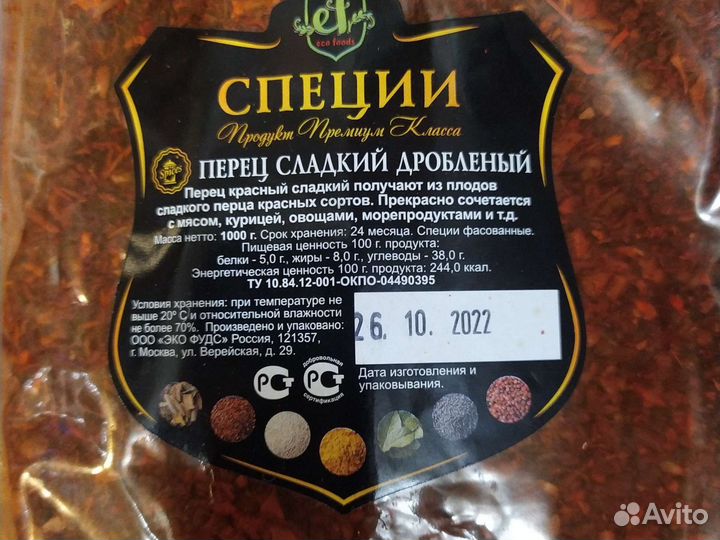 ef
eco foods
СПЕЦИИ
Продукт Премиум Класса
Spices
ПЕРЕЦ СЛАДКИЙ ДРОБЛЕНЫЙ
Перец красный сладкий получают из плодов
сладкого перца красных сортов. Прекрасно сочетается
с мясом, курицей, овощами, морепродуктами и т.д.
Масса нетто: 1000 г. Срок хранения: 24 месяца. Специи фасованные.
Пищевая ценность 100 г. продукта:
белки - 5,0 г., жиры - 8,0 г., углеводы - 38,0 г.
Энергетическая ценность 100 г. продукта: 244,0 ккал.
ТУ 10.84.12-001-ОКПО-04490395
Условия хранения: при температуре не
выше 20° С и относительной влажности
не более 70%. Произведено и упаковано:
ООО «ЭКО ФУДС» Россия, 121357,
г. Москва, ул. Верейская, д. 29.
26. 10. 2022
Дата изготовления и
упаковывания.
РСТ
добровольная
РСТ
сертификация
Avito